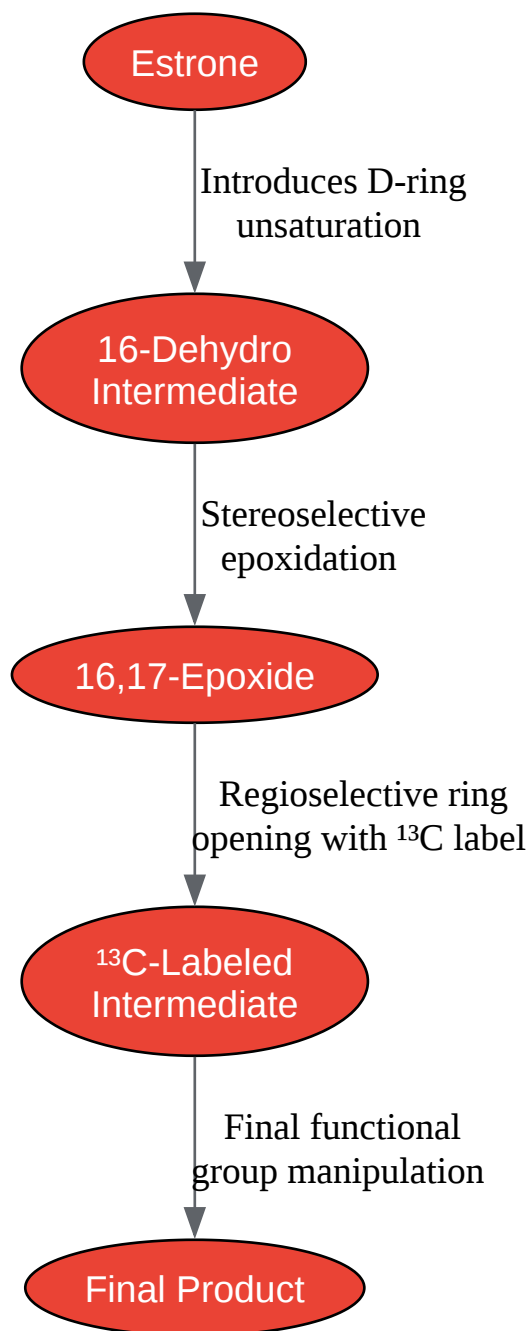 Estrone
Introduces D-ring
unsaturation
16-Dehydro
Intermediate
Stereoselective
epoxidation
16,17-Epoxide
Regioselective ring
opening with ¹³C label
¹³C-Labeled
Intermediate
Final functional
group manipulation
Final Product